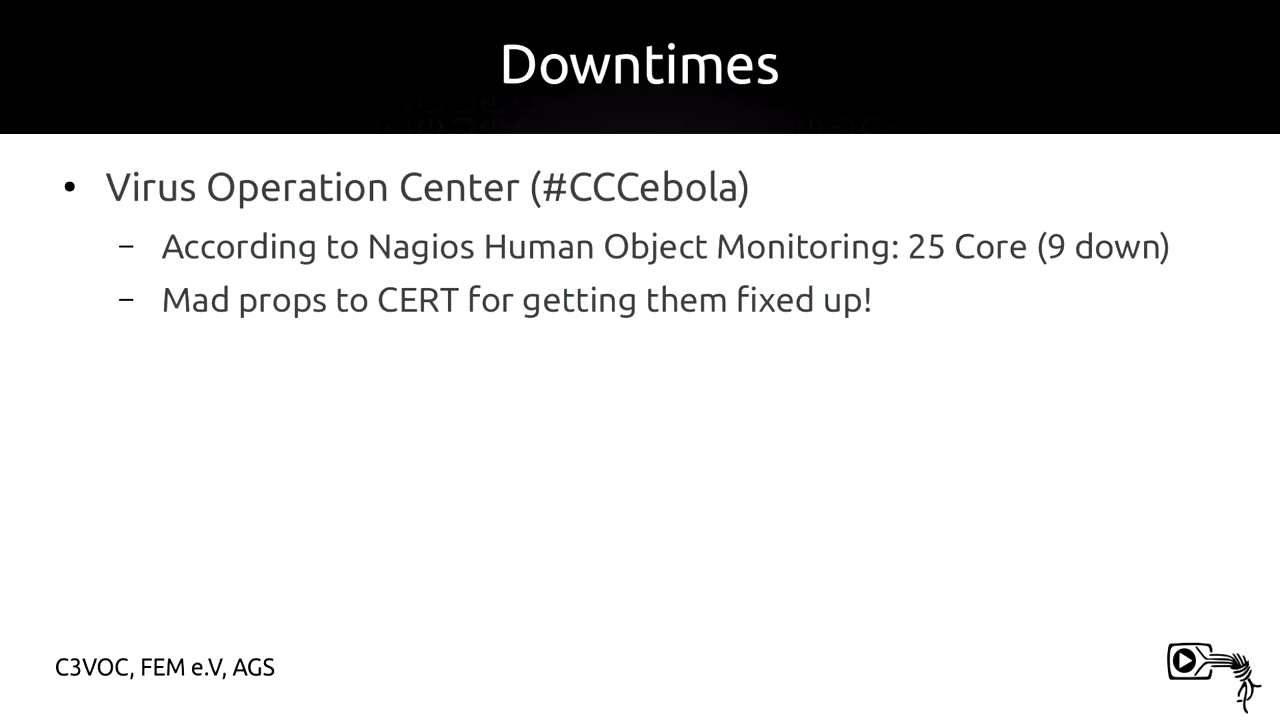 Downtimes
• Virus Operation Center (#CCCebola)
– According to Nagios Human Object Monitoring: 25 Core (9 down)
– Mad props to CERT for getting them fixed up!
C3VOC, FEM e.V, AGS